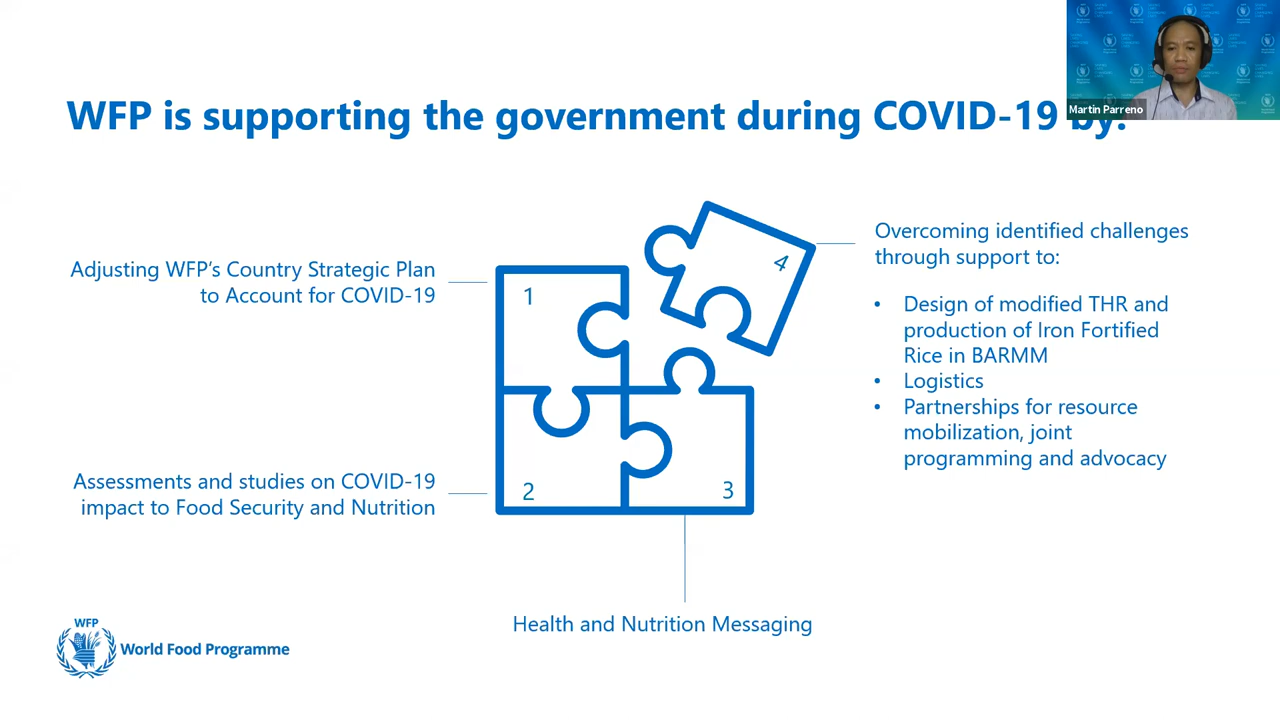 WFP is supporting the government during COVID-19 by:
Martin Parreno
Adjusting WFP's Country Strategic Plan
to Account for COVID-19
1
4
Overcoming identified challenges
through support to:
• Design of modified THR and
production of Iron Fortified
Rice in BARMM
• Logistics
• Partnerships for resource
mobilization, joint
programming and advocacy
Assessments and studies on COVID-19
impact to Food Security and Nutrition
2
3
Health and Nutrition Messaging
WFP
World Food Programme